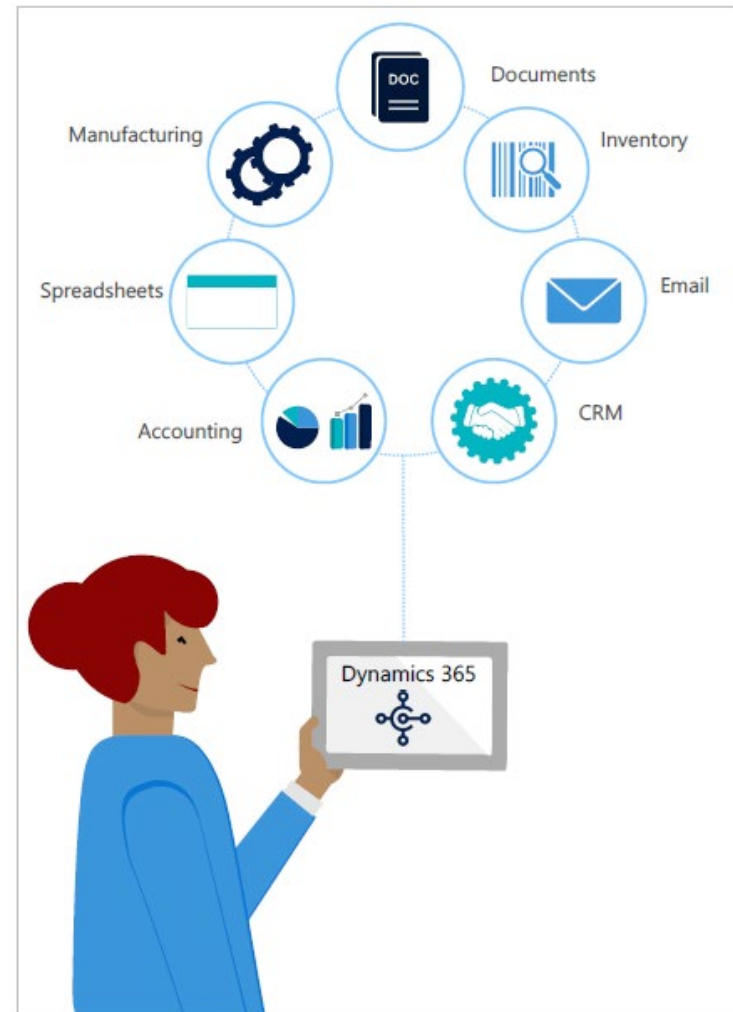 DOC
Documents
Manufacturing
Inventory
Spreadsheets
Email
Accounting
CRM
Dynamics 365